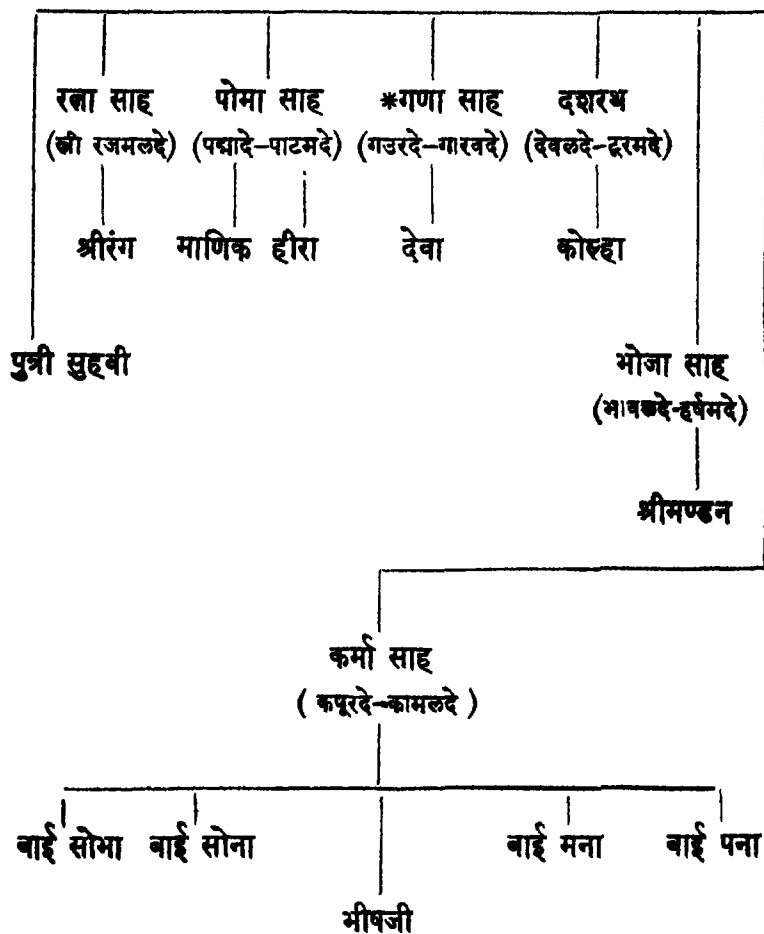 रत्ना साह पोमा साह *गणा साह दशरथ
(स्त्री रजमलदे) (पद्मादे-पाटमदे) (गउरदे-गारवदे) (देवलदे-टूरमदे)
श्रीरंग माणिक हीरा देवा कोल्हा
पुत्री सुहवी भोजा साह
(भावलदे-हर्षमदे)
श्रीमण्डन
कर्मा साह
( कपूरदे-कामलदे )
बाई सोभा बाई सोना बाई मना बाई पना
भीषजी